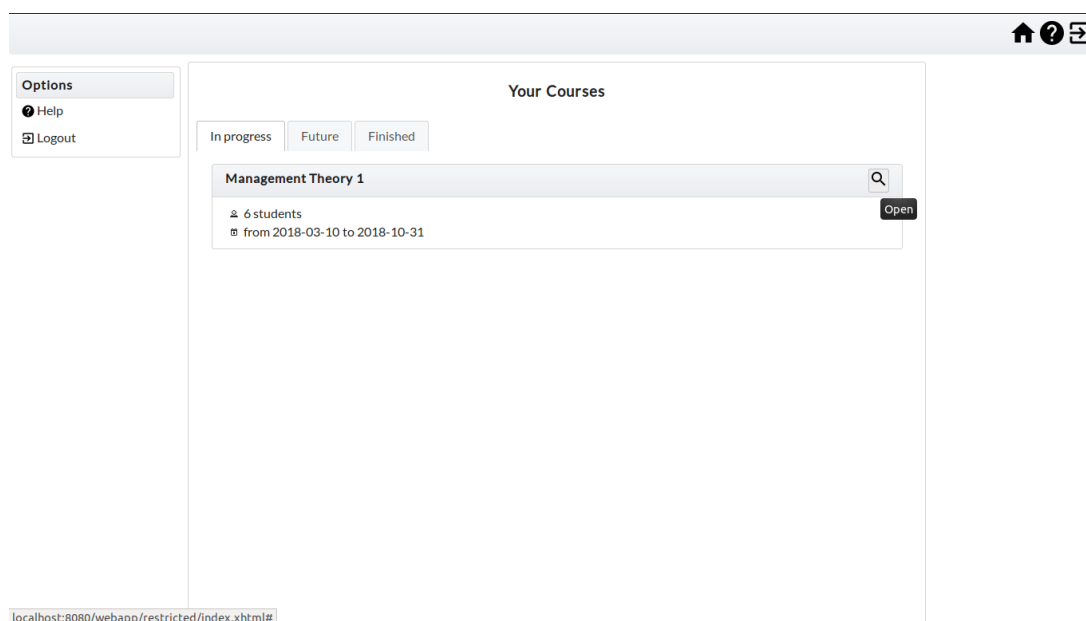 Options
Help
Logout
Your Courses
In progress Future Finished
Management Theory 1
Open
6 students
from 2018-03-10 to 2018-10-31
localhost:8080/webapp/restricted/index.xhtml#